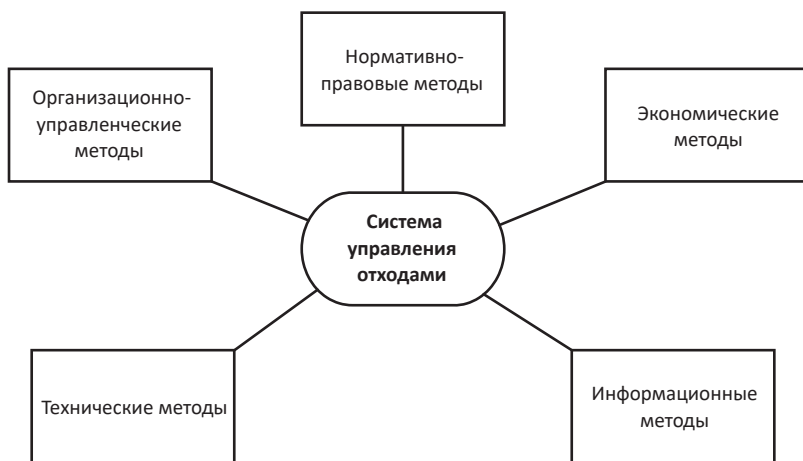 Нормативно-
правовые методы
Организационно-
управленческие
методы
Экономические
методы
Система
управления
отходами
Технические методы
Информационные
методы